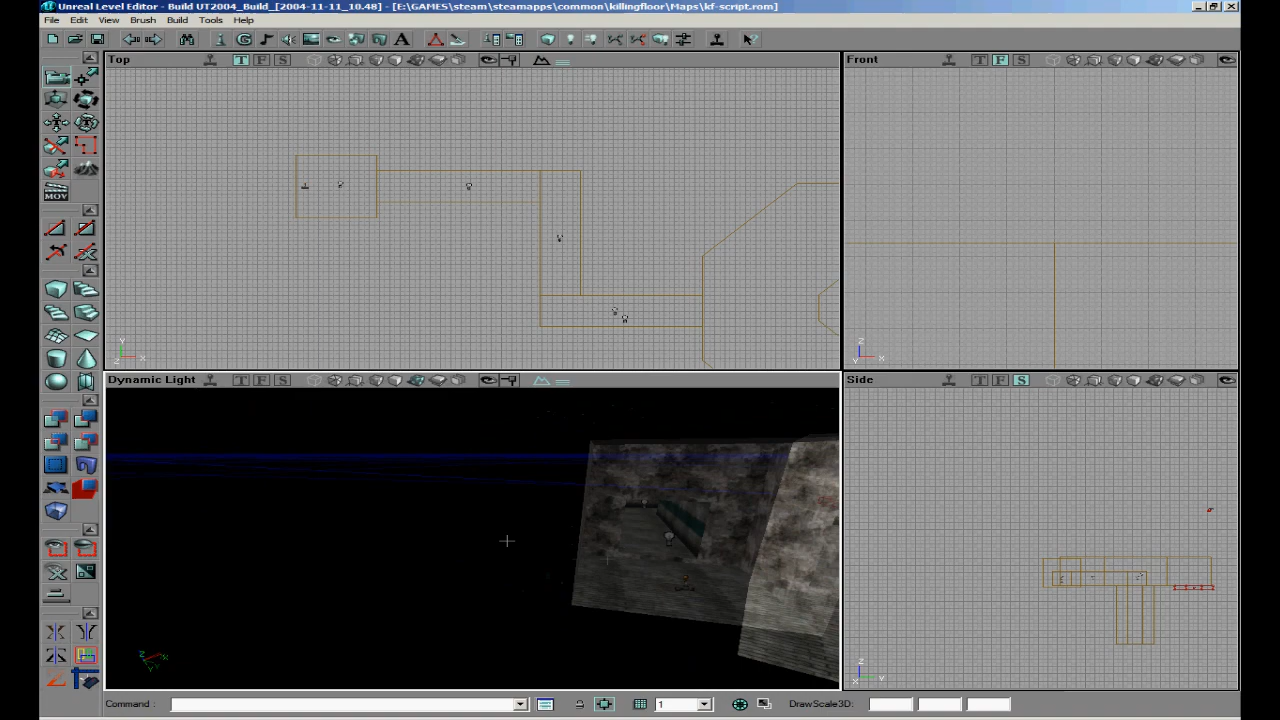 Unreal Level Editor - Build UT2004_Build_[2004-11-11_10.48] - [E:\GAMES\steam\steamapps\common\killingfloor\Maps\kf-script.rom]
File Edit View Brush Build Tools Help
Top T F S
Front T F S
MOV
Y
Z X
Z
X
Dynamic Light T F S
Side T F S
Z X
Y
Z
X Y
Command : 1 DrawScale3D: